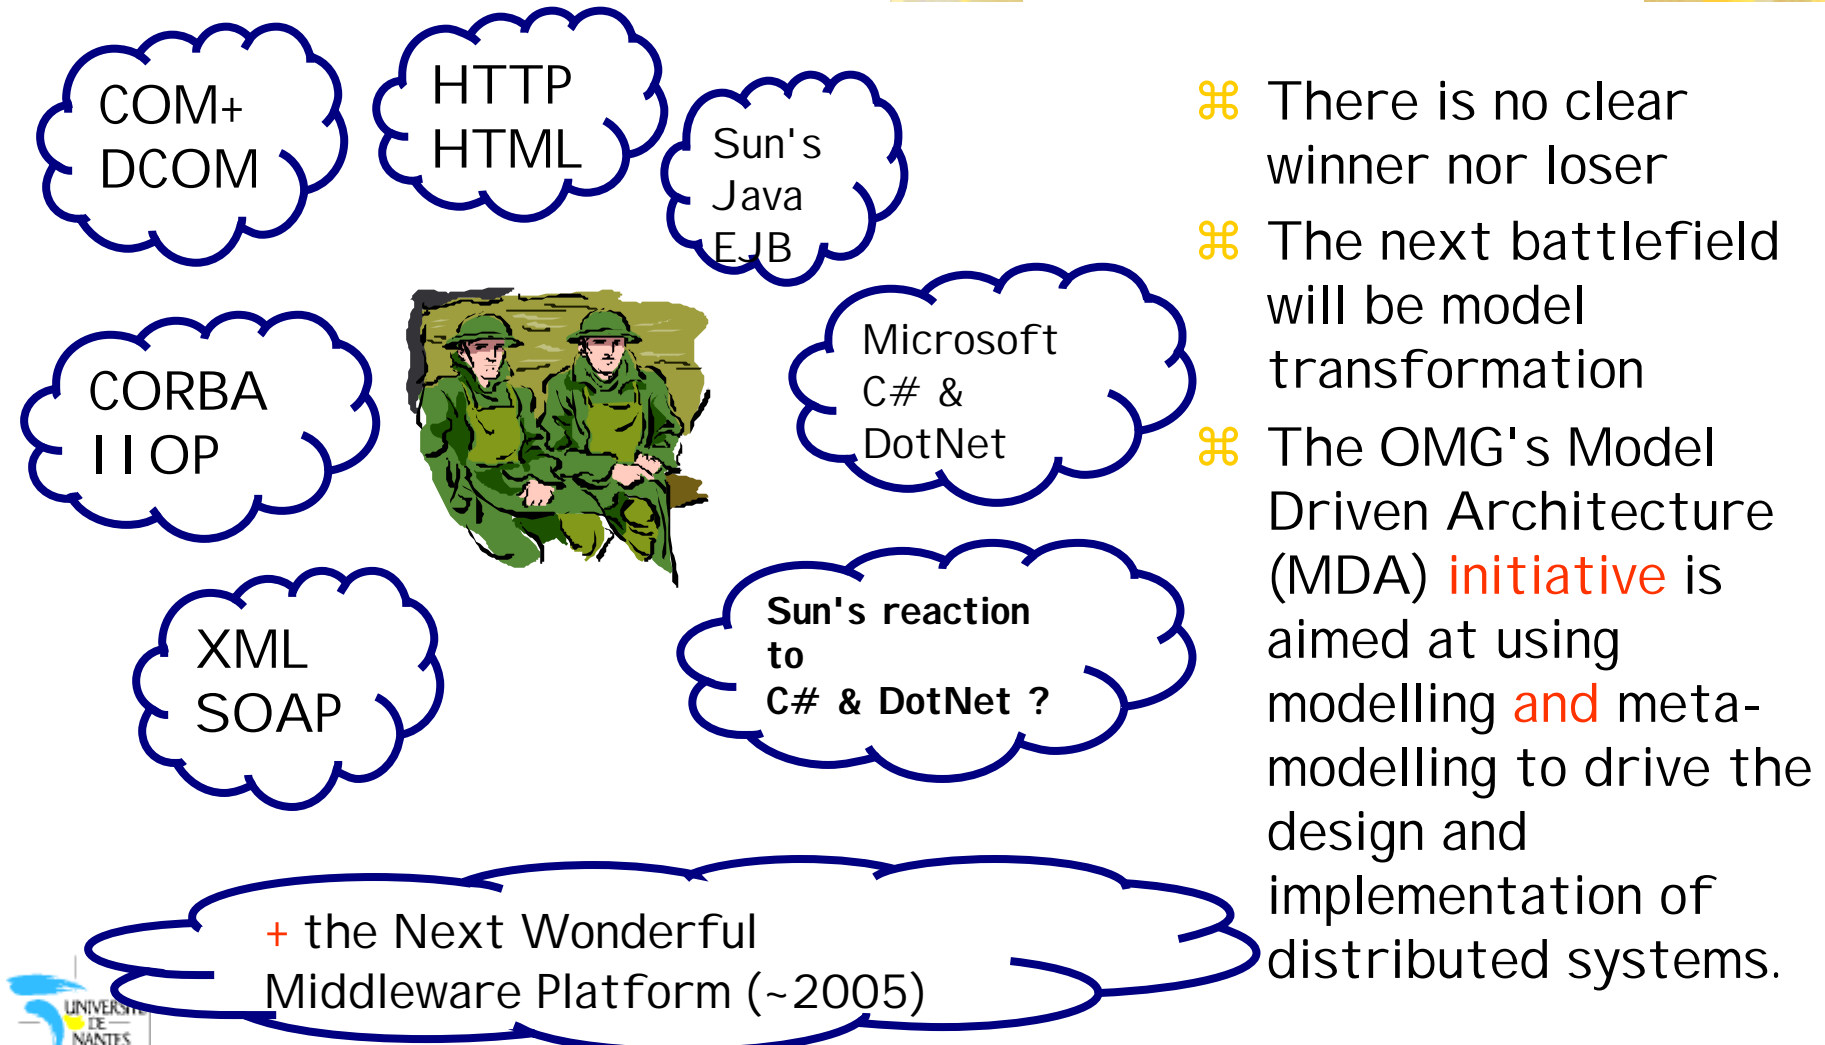 COM+
DCOM
HTTP
HTML
Sun's
Java
EJB
CORBA
IIOP
Microsoft
C# &
DotNet
XML
SOAP
Sun's reaction
to
C# & DotNet ?
+ the Next Wonderful
Middleware Platform (~2005)
UNIVERSITE
DE
NANTES
⌘ There is no clear
winner nor loser
⌘ The next battlefield
will be model
transformation
⌘ The OMG's Model
Driven Architecture
(MDA) initiative is
aimed at using
modelling and meta-
modelling to drive the
design and
implementation of
distributed systems.